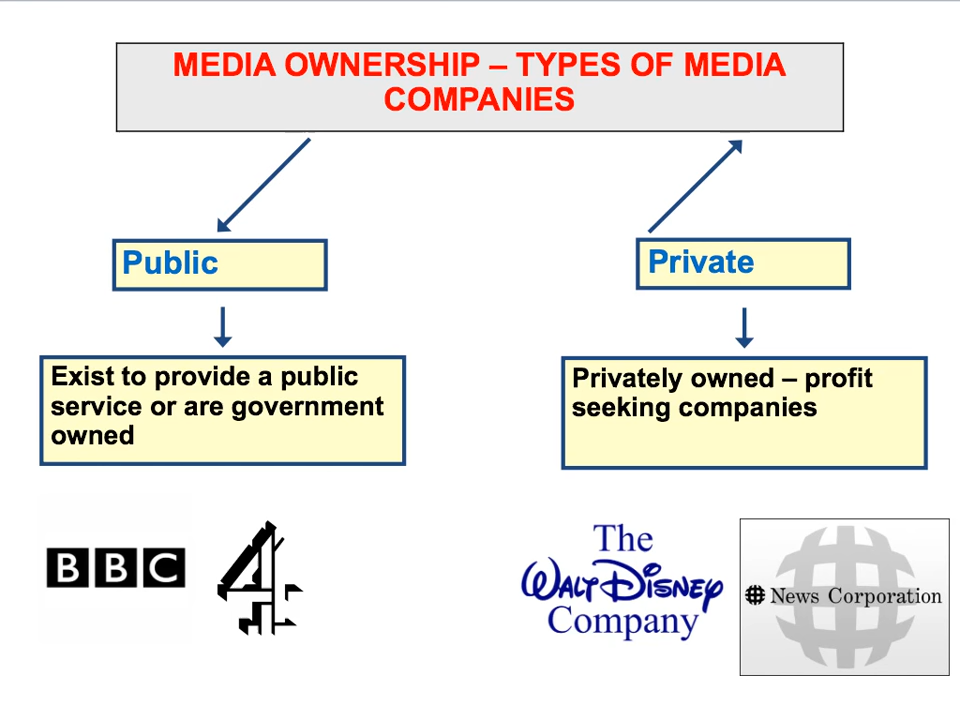 MEDIA OWNERSHIP – TYPES OF MEDIA
COMPANIES
Public
Private
Exist to provide a public
service or are government
owned
Privately owned – profit
seeking companies
BBC
4
The
WALT DISNEY
Company
News Corporation